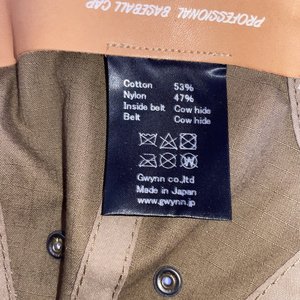 PROFESSIONAL BASEBALL CAP
Cotton 53%
Nylon 47%
Inside belt Cow hide
Belt Cow hide
W
Gwynn co.,ltd
Made in Japan
www.gwynn.jp